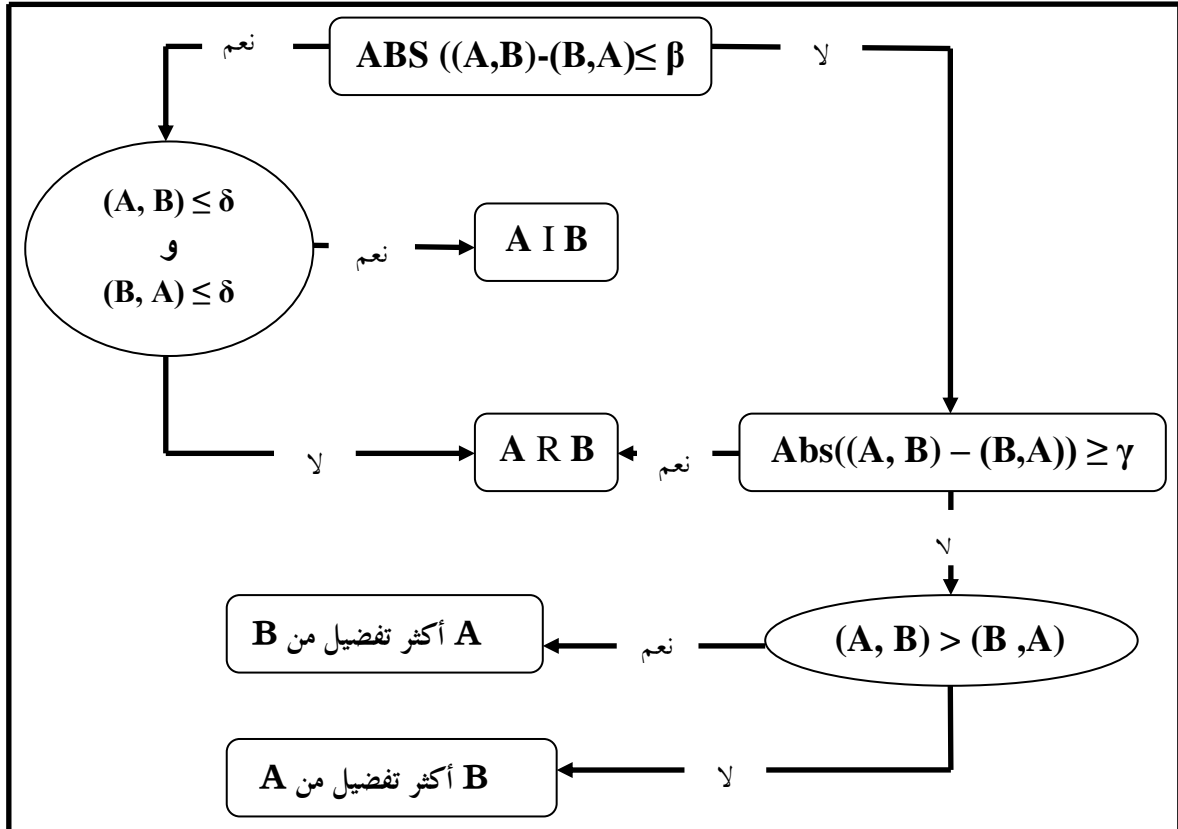 نعم
ABS ((A,B)-(B,A)≤ β
لا
(A, B) ≤ δ
و
(B, A) ≤ δ
نعم
A I B
لا
A R B
نعم
Abs((A, B) – (B,A)) ≥ γ
لا
A أكثر تفضيل من B
نعم
(A, B) > (B ,A)
B أكثر تفضيل من A
لا